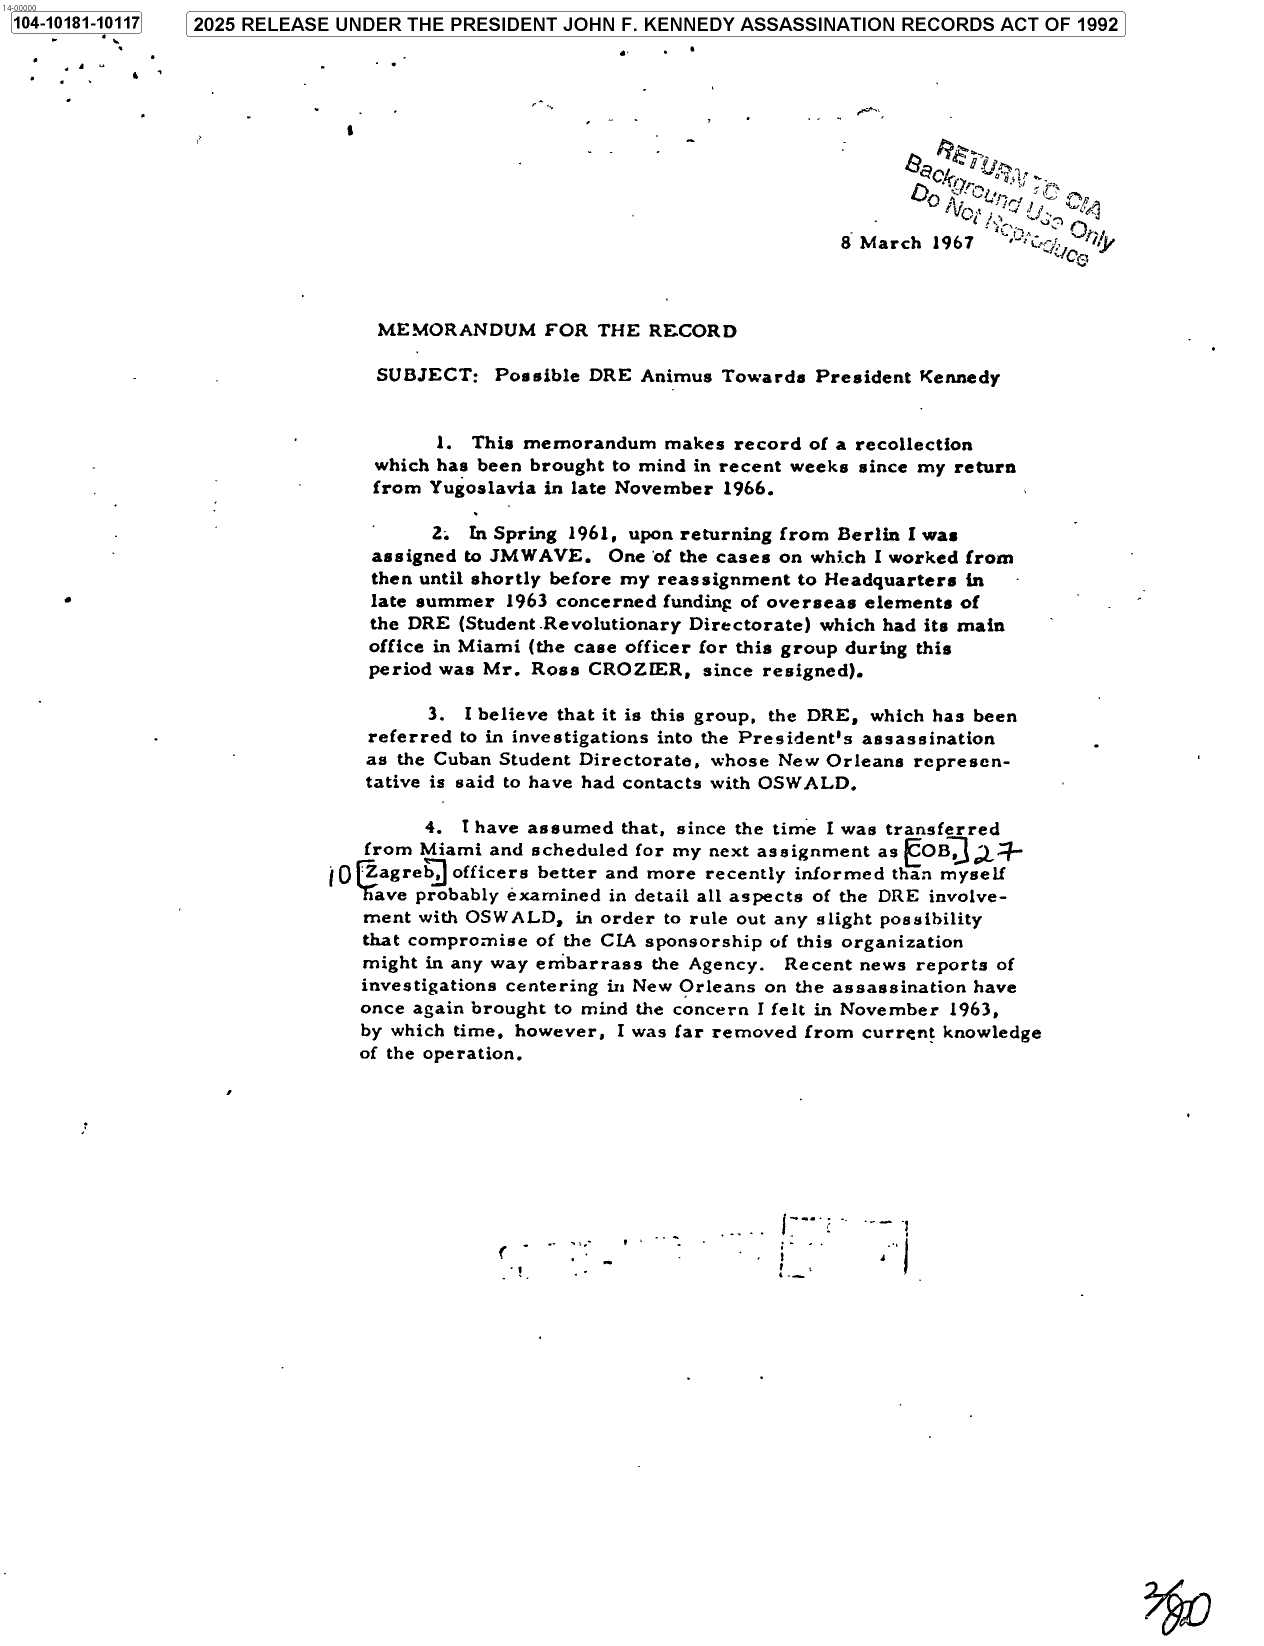 14-00000
104-10181-10117
2025 RELEASE UNDER THE PRESIDENT JOHN F. KENNEDY ASSASSINATION RECORDS ACT OF 1992
RETURN TO CIA
Background Use Only
Do Not Reproduce
8 March 1967
MEMORANDUM FOR THE RECORD
SUBJECT: Possible DRE Animus Towards President Kennedy
1. This memorandum makes record of a recollection
which has been brought to mind in recent weeks since my return
from Yugoslavia in late November 1966.
2. In Spring 1961, upon returning from Berlin I was
assigned to JMWAVE. One of the cases on which I worked from
then until shortly before my reassignment to Headquarters in
late summer 1963 concerned funding of overseas elements of
the DRE (Student Revolutionary Directorate) which had its main
office in Miami (the case officer for this group during this
period was Mr. Ross CROZIER, since resigned).
3. I believe that it is this group, the DRE, which has been
referred to in investigations into the President's assassination
as the Cuban Student Directorate, whose New Orleans represen-
tative is said to have had contacts with OSWALD.
4. I have assumed that, since the time I was transferred
from Miami and scheduled for my next assignment as [COB,] 27
10 [Zagreb,] officers better and more recently informed than myself
have probably examined in detail all aspects of the DRE involve-
ment with OSWALD, in order to rule out any slight possibility
that compromise of the CIA sponsorship of this organization
might in any way embarrass the Agency. Recent news reports of
investigations centering in New Orleans on the assassination have
once again brought to mind the concern I felt in November 1963,
by which time, however, I was far removed from current knowledge
of the operation.